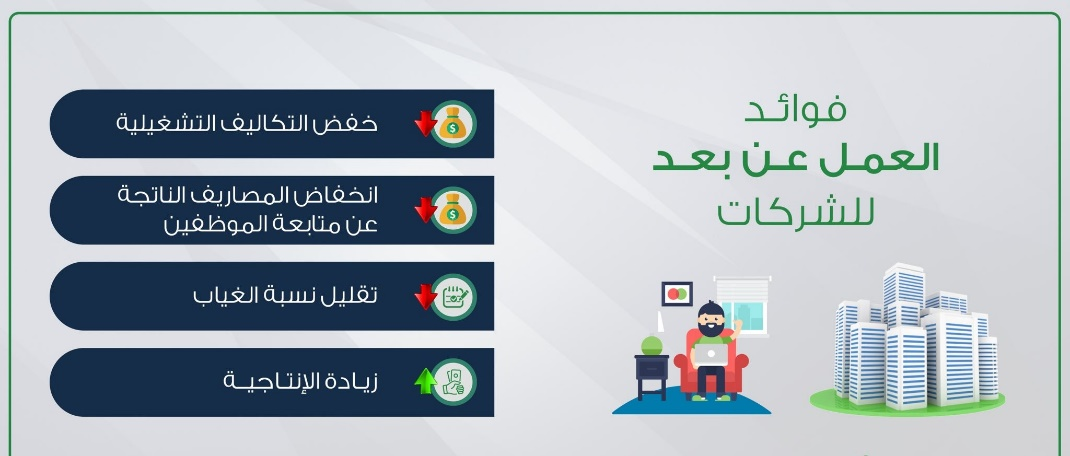 فوائد
العمل عن بعد
للشركات
خفض التكاليف التشغيلية
انخفاض المصاريف الناتجة
عن متابعة الموظفين
تقليل نسبة الغياب
زيادة الإنتاجية